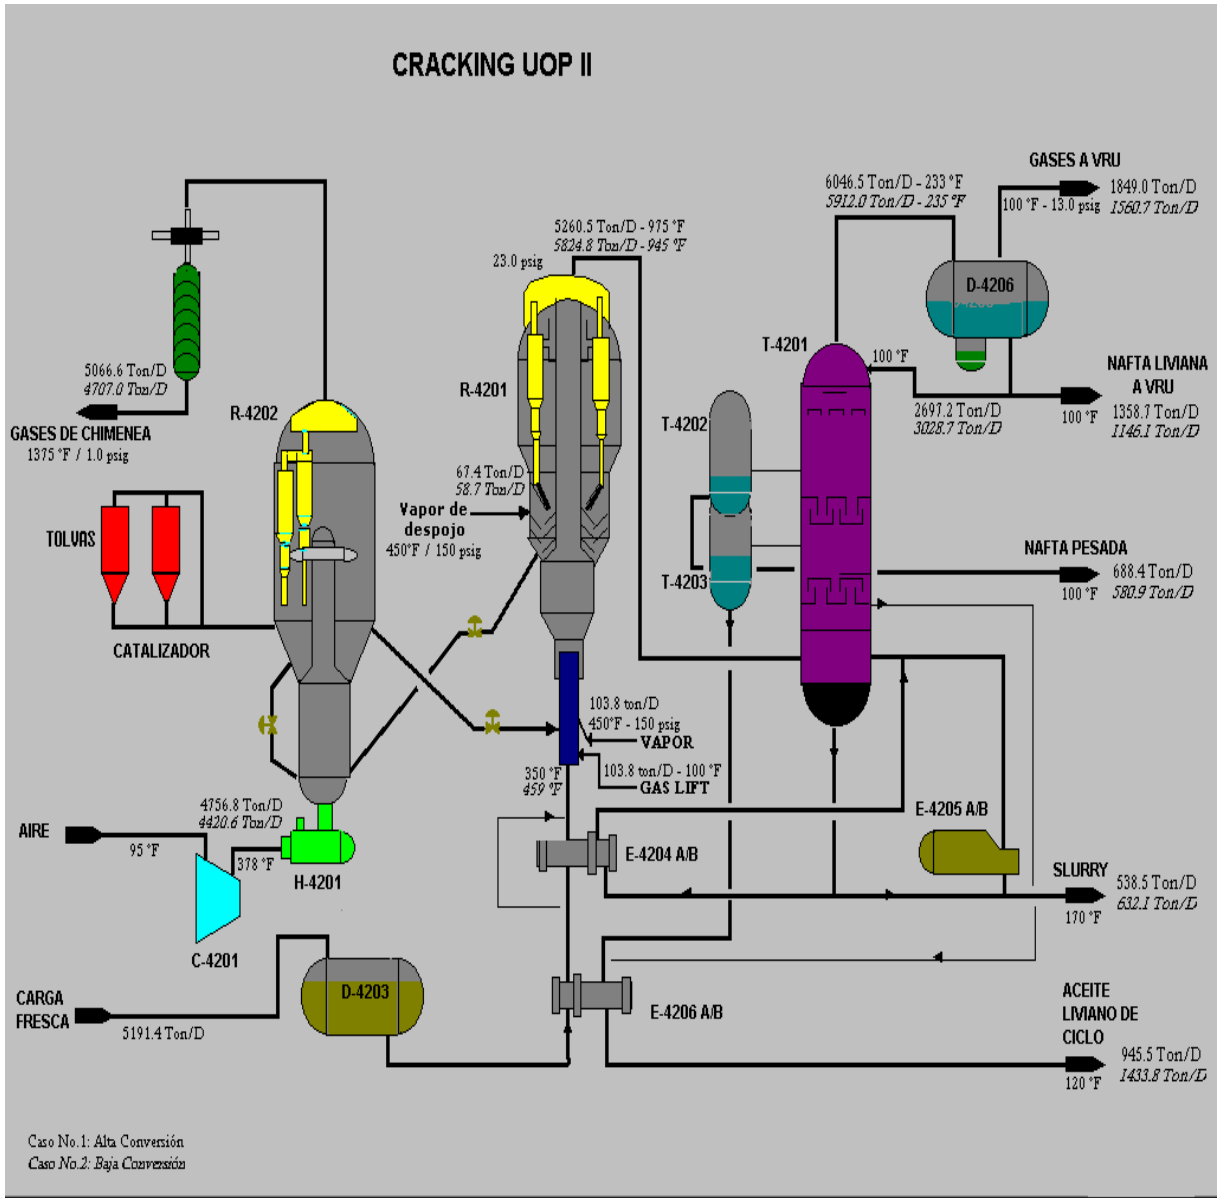 CRACKING UOP II
GASES A VRU
1849.0 Ton/D
1560.7 Ton/D
100 °F - 13.0 psig
6046.5 Ton/D - 233 °F
5912.0 Ton/D - 235 °F
5260.5 Ton/D - 975 °F
5824.8 Ton/D - 945 °F
23.0 psig
D-4206
T-4201
100 °F
NAFTA LIVIANA
A VRU
1358.7 Ton/D
1146.1 Ton/D
100 °F
2697.2 Ton/D
3028.7 Ton/D
5066.6 Ton/D
4707.0 Ton/D
GASES DE CHIMENEA
1375 °F / 1.0 psig
R-4202
R-4201
T-4202
67.4 Ton/D
58.7 Ton/D
Vapor de
despojo
450°F / 150 psig
TOLVAS
CATALIZADOR
T-4203
NAFTA PESADA
688.4 Ton/D
580.9 Ton/D
100 °F
103.8 ton/D
450°F - 150 psig
VAPOR
103.8 ton/D - 100 °F
GAS LIFT
350 °F
459 °F
4756.8 Ton/D
4420.6 Ton/D
AIRE
95 °F
378 °F
H-4201
C-4201
E-4204 A/B
E-4205 A/B
SLURRY
538.5 Ton/D
632.1 Ton/D
170 °F
CARGA
FRESCA
5191.4 Ton/D
D-4203
E-4206 A/B
ACEITE
LIVIANO DE
CICLO
945.5 Ton/D
1433.8 Ton/D
120 °F
Caso No.1: Alta Conversión
Caso No.2: Baja Conversión